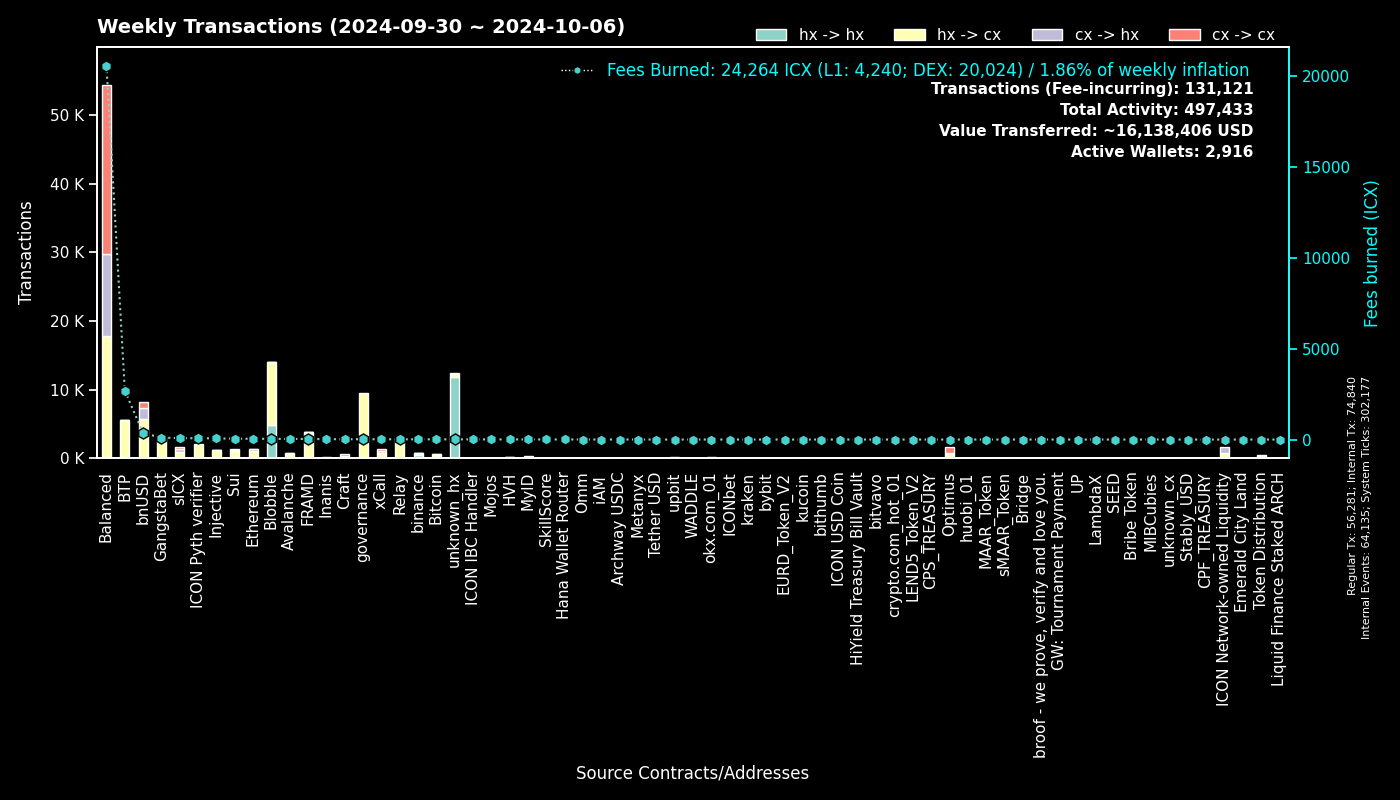 Weekly Transactions (2024-09-30 ~ 2024-10-06)
hx -> hx
hx -> cx
cx -> hx
cx -> cx
Fees Burned: 24,264 ICX (L1: 4,240; DEX: 20,024) / 1.86% of weekly inflation
Transactions (Fee-incurring): 131,121
Total Activity: 497,433
Value Transferred: ~16,138,406 USD
Active Wallets: 2,916
Transactions
50 K
40 K
30 K
20 K
10 K
0 K
20000
15000
10000
5000
0
Fees burned (ICX)
Regular Tx: 56,281; Internal Tx: 74,840
Internal Events: 64,135; System Ticks: 302,177
Balanced
BTP
bnUSD
GangstaBet
sICX
ICON Pyth verifier
Injective
Sui
Ethereum
Blobble
Avalanche
FRAMD
Inanis
Craft
governance
xCall
Relay
binance
Bitcoin
unknown_hx
ICON IBC Handler
Mojos
HVH
MyID
SkillScore
Hana Wallet Router
Omm
iAM
Archway USDC
Metanyx
Tether USD
upbit
WADDLE
okx.com_01
ICONbet
kraken
bybit
EURD_Token_V2
kucoin
bithumb
ICON USD Coin
HiYield Treasury Bill Vault
bitvavo
crypto.com_hot_01
LEND5_Token_V2
CPS_TREASURY
Optimus
huobi_01
MAAR_Token
sMAAR_Token
Bridge
broof - we prove, verify and love you.
GW: Tournament Payment
UP
LambdaX
SEED
Bribe Token
MIBCubies
unknown_cx
Stably_USD
CPF_TREASURY
ICON Network-owned Liquidity
Emerald City Land
Token Distribution
Liquid Finance Staked ARCH
Source Contracts/Addresses